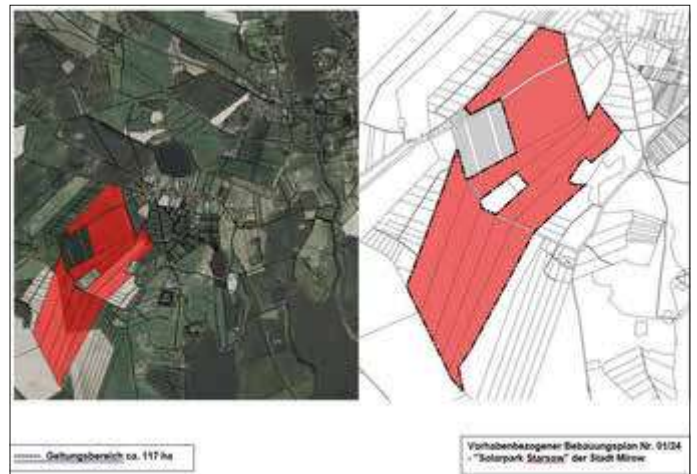 Geltungsbereich ca. 117 ha
Vorhabenbezogener Bebauungsplan Nr. 01/24
- "Solarpark Starsow" der Stadt Mirow